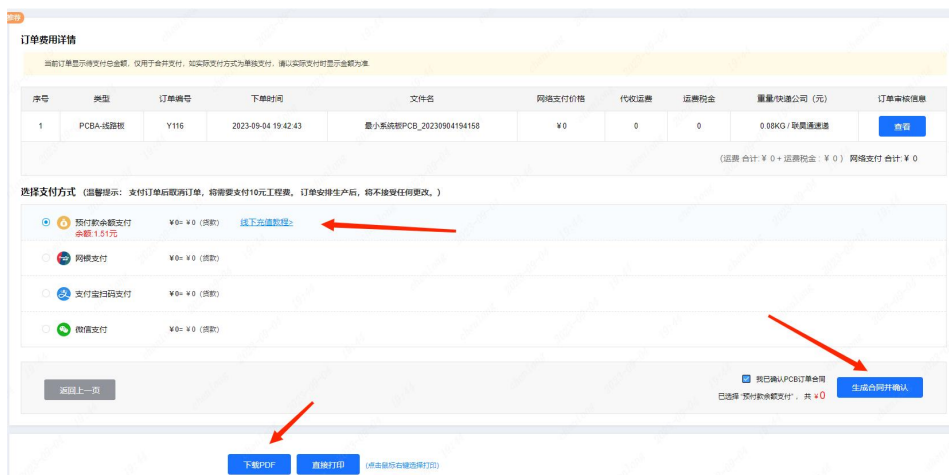 推荐
订单费用详情
当前订单显示待支付总金额，仅用于合并支付，如实际支付方式为单独支付，请以实际支付时显示金额为准
序号 类型 订单编号 下单时间 文件名 网络支付价格 代收运费 运费税金 重量/快递公司（元） 订单审核信息
1 PCBA-线路板 Y116 2023-09-04 19:42:43 最小系统板PCB_20230904194158 ¥0 0 0 0.08KG / 联昊通速递 查看
（运费 合计: ¥ 0 + 运费税金：¥ 0 ） 网络支付 合计: ¥ 0
选择支付方式 （温馨提示： 支付订单后取消订单，将需要支付10元工程费。 订单安排生产后，将不接受任何更改。）
预付款余额支付 ¥0= ¥0 (货款) 线下充值教程>
余额:1.51元
网银支付 ¥0= ¥0 (货款)
支付宝扫码支付 ¥0= ¥0 (货款)
微信支付 ¥0= ¥0 (货款)
返回上一页
我已确认PCB订单合同
已选择 “预付款余额支付” ， 共 ¥0
生成合同并确认
下载PDF 直接打印 (点击鼠标右键选择打印)